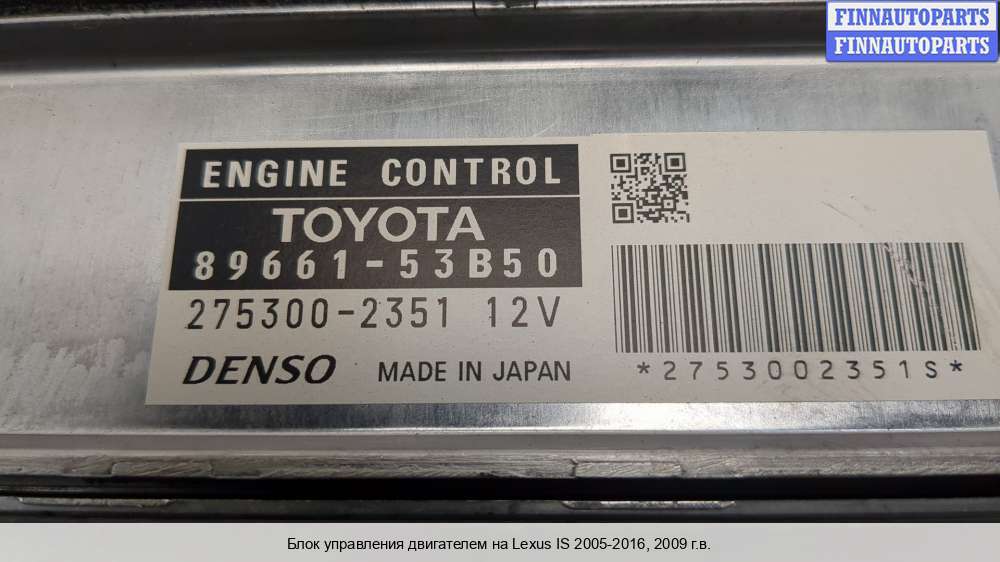 FINNAUTOPARTS
FINNAUTOPARTS
ENGINE CONTROL
TOYOTA
89661-53B50
275300-2351 12V
DENSO MADE IN JAPAN
*2753002351S*
Блок управления двигателем на Lexus IS 2005-2016, 2009 г.в.